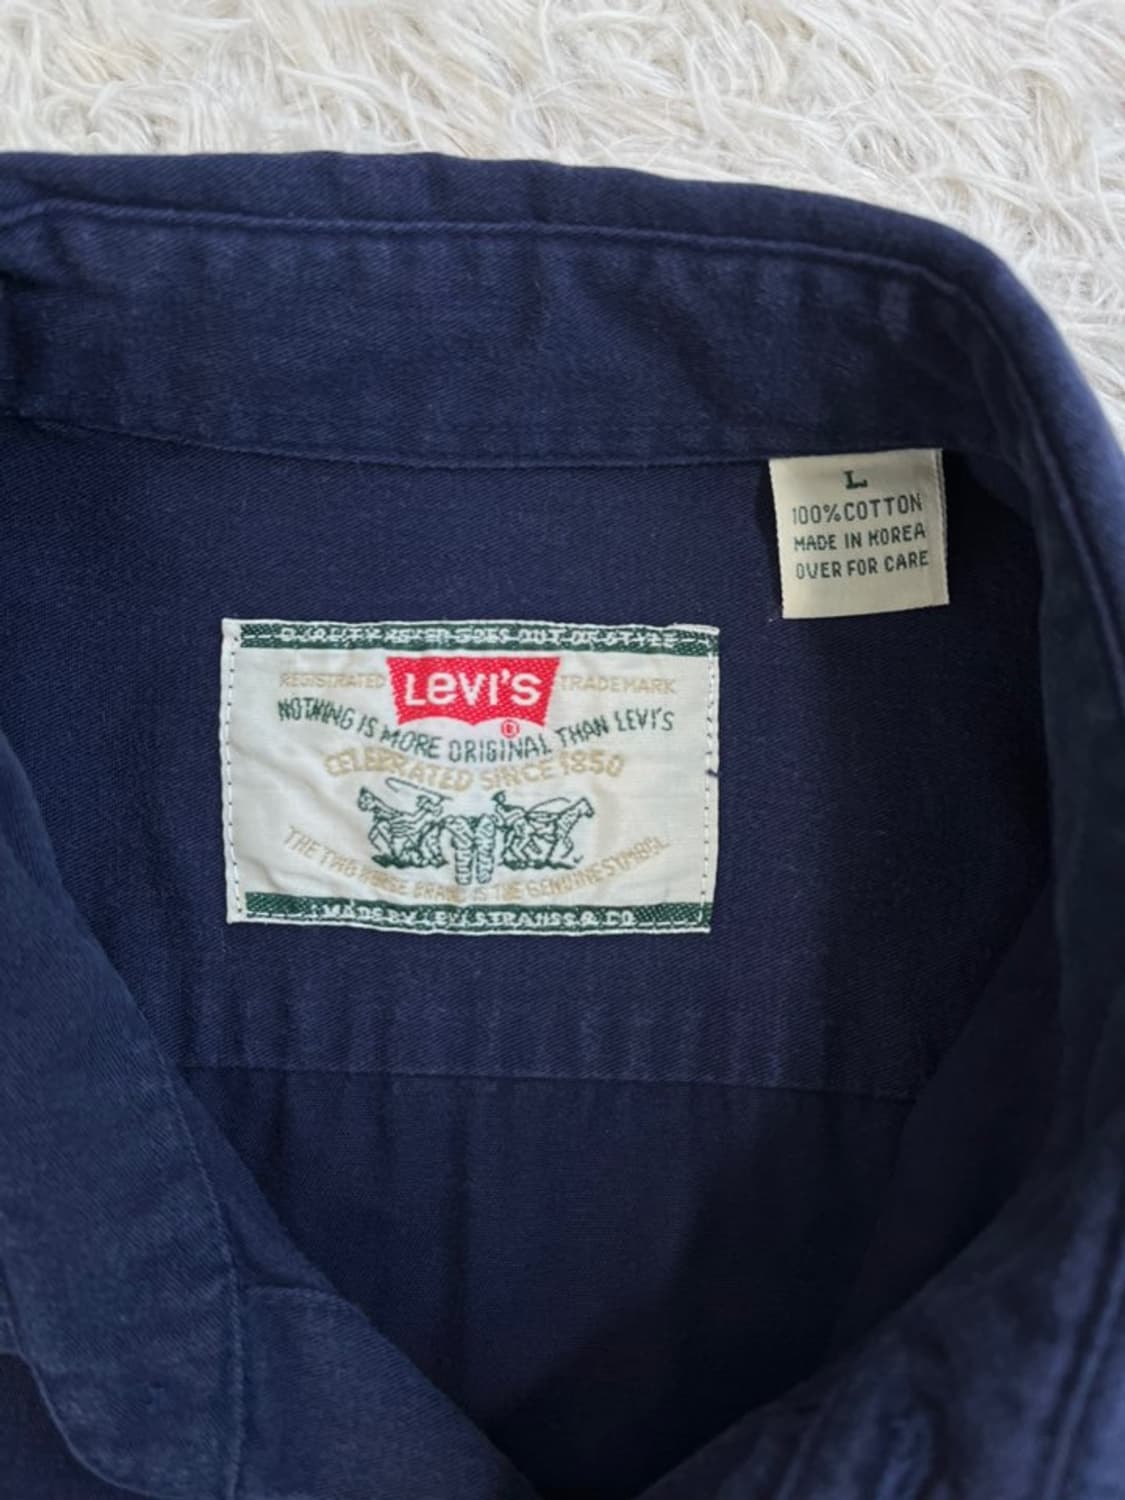 L
100% COTTON
MADE IN KOREA
OVER FOR CARE
QUALITY NEVER GOES OUT OF STYLE
REGISTERED LEVI'S TRADEMARK
®
NOTHING IS MORE ORIGINAL THAN LEVI'S
CELEBRATED SINCE 1850
THE TWO HORSE BRAND IS THE GENUINE SYMBOL
MADE BY LEVI STRAUSS & CO